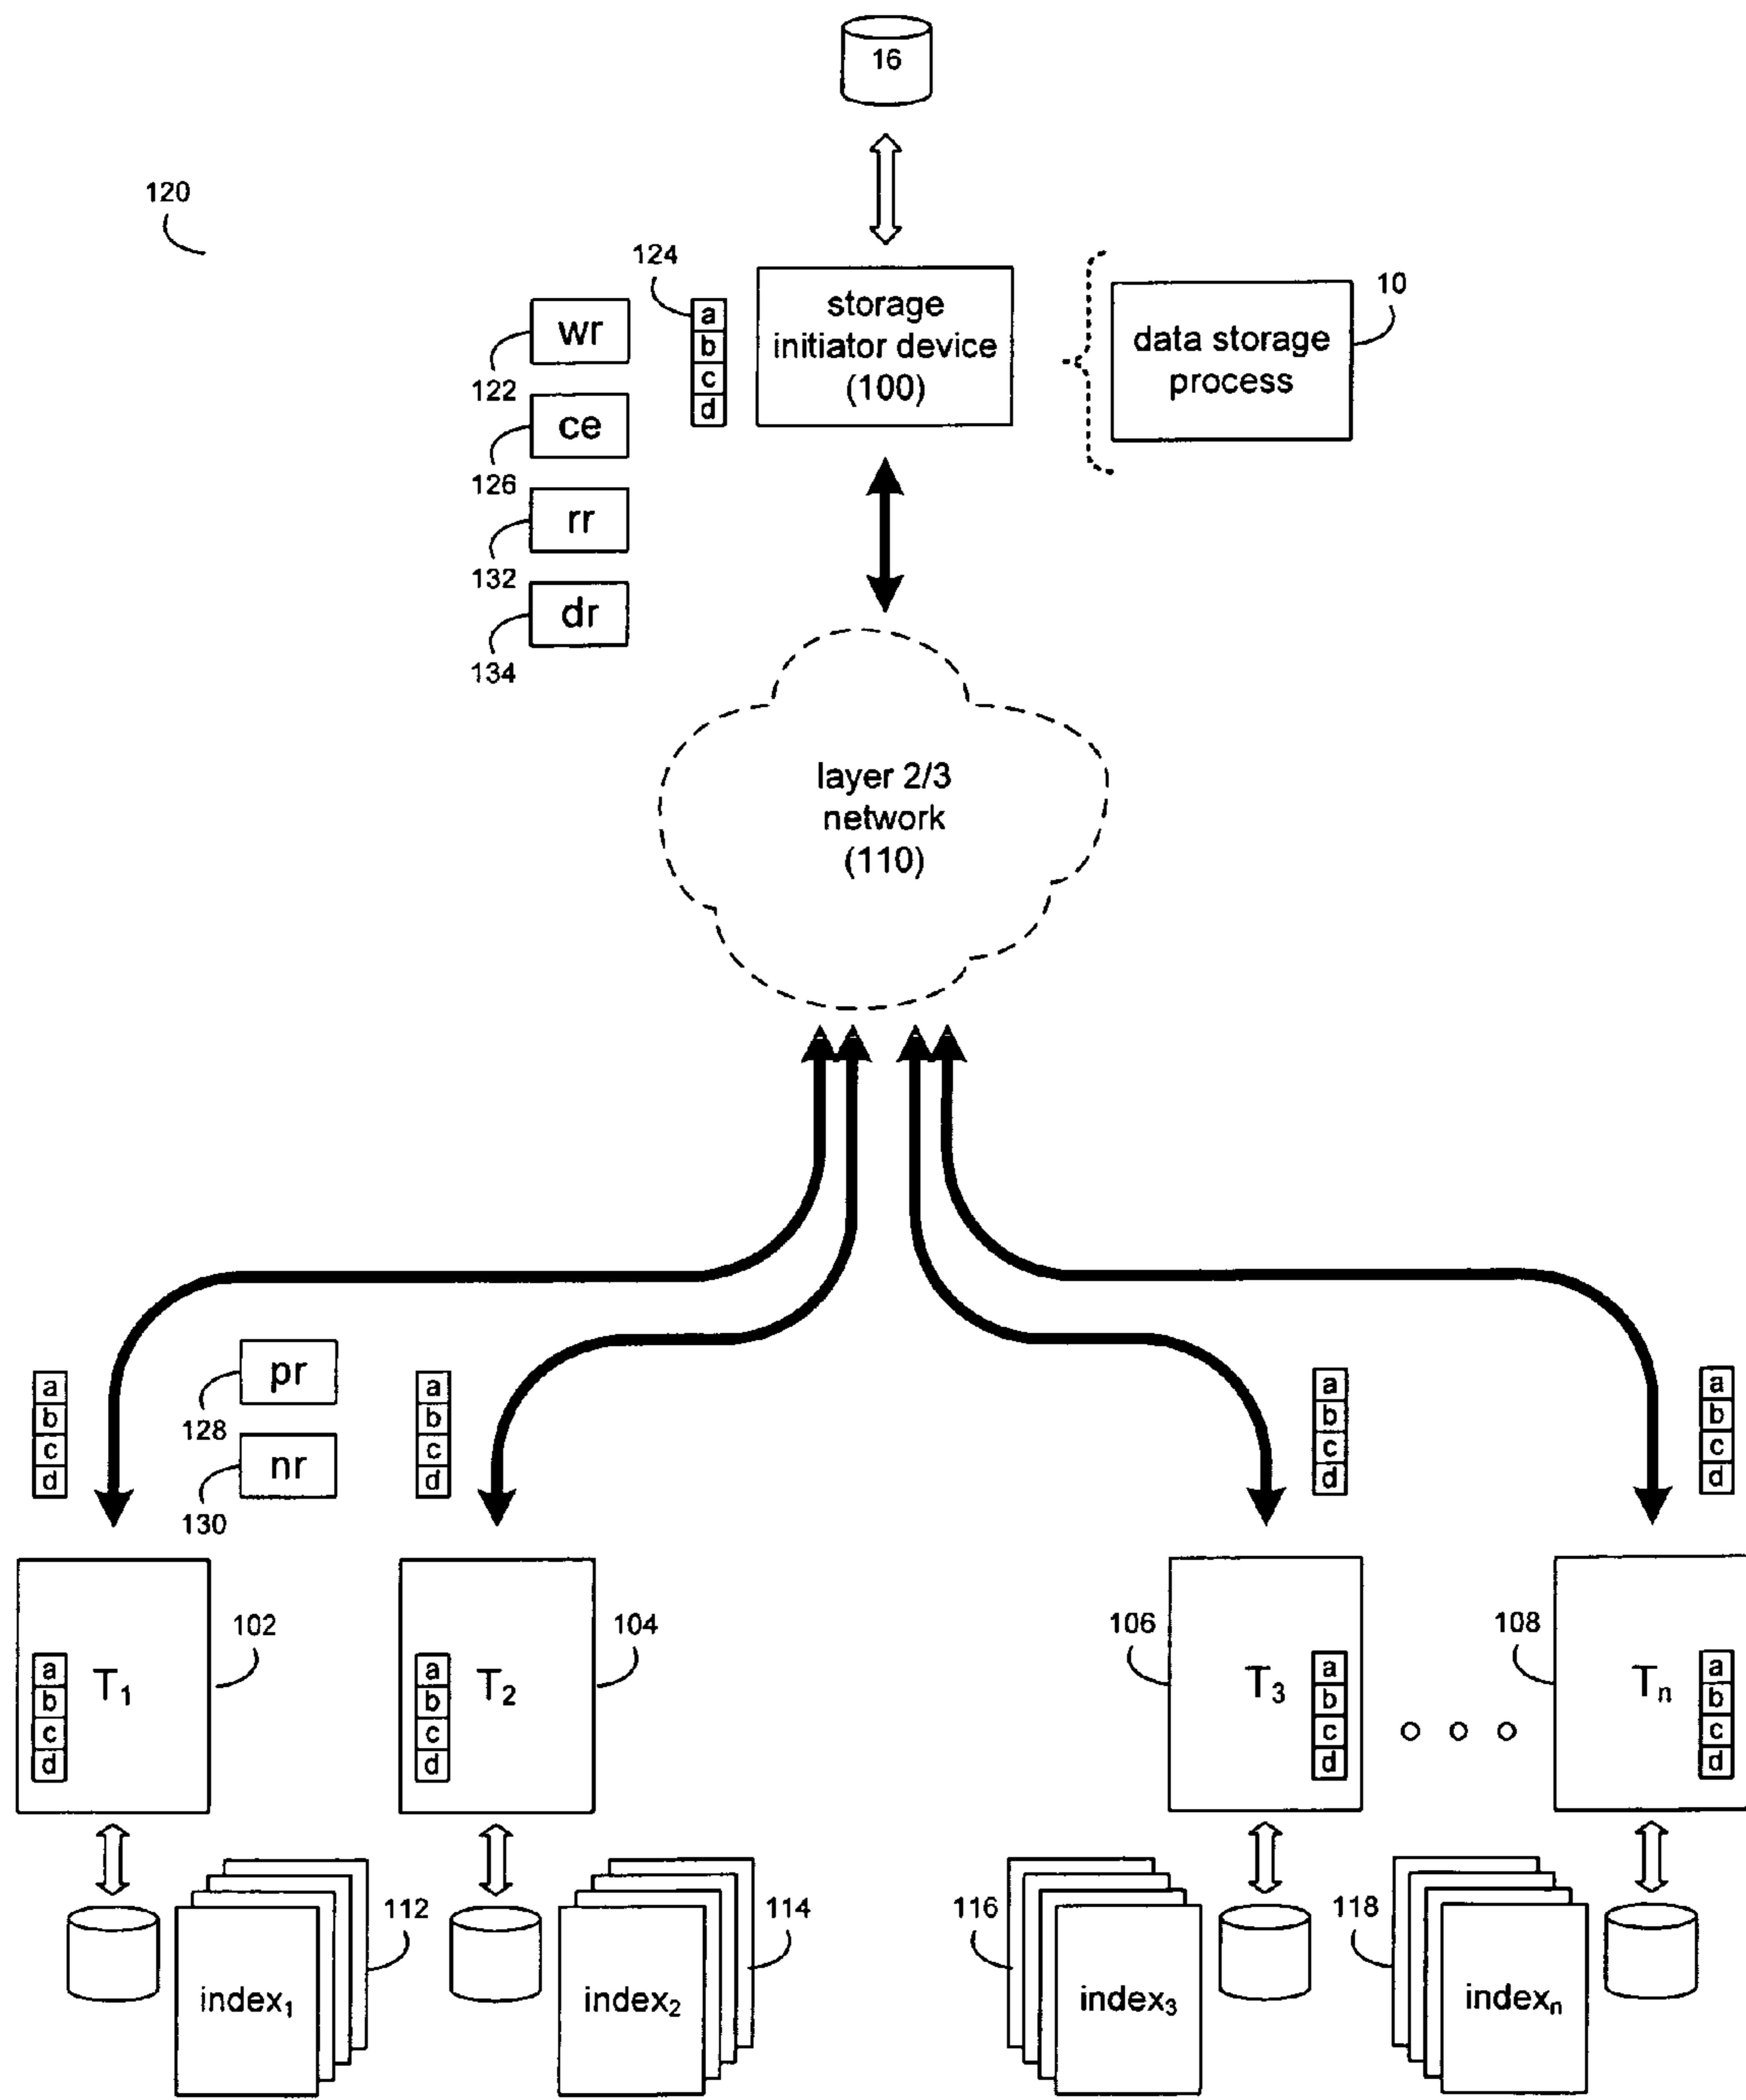 16
120
124
10
wr
a
b
c
d
storage
initiator device
(100)
data storage
process
122
ce
126
rr
132
dr
134
layer 2/3
network
(110)
a
b
c
d
pr
128
nr
130
a
b
c
d
a
b
c
d
a
b
c
d
102
104
106
108
a
b
c
d
T1
a
b
c
d
T2
T3
a
b
c
d
Tn
a
b
c
d
112
114
116
118
index1
index2
index3
indexn